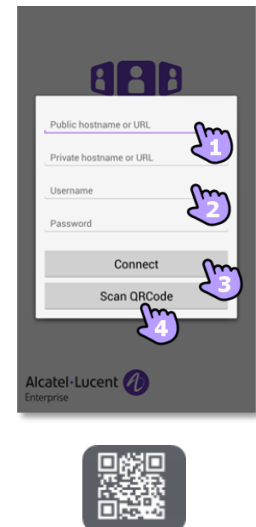 Public hostname or URL
1
Private hostname or URL
Username
2
Password
Connect
3
Scan QRCode
4
Alcatel·Lucent
Enterprise